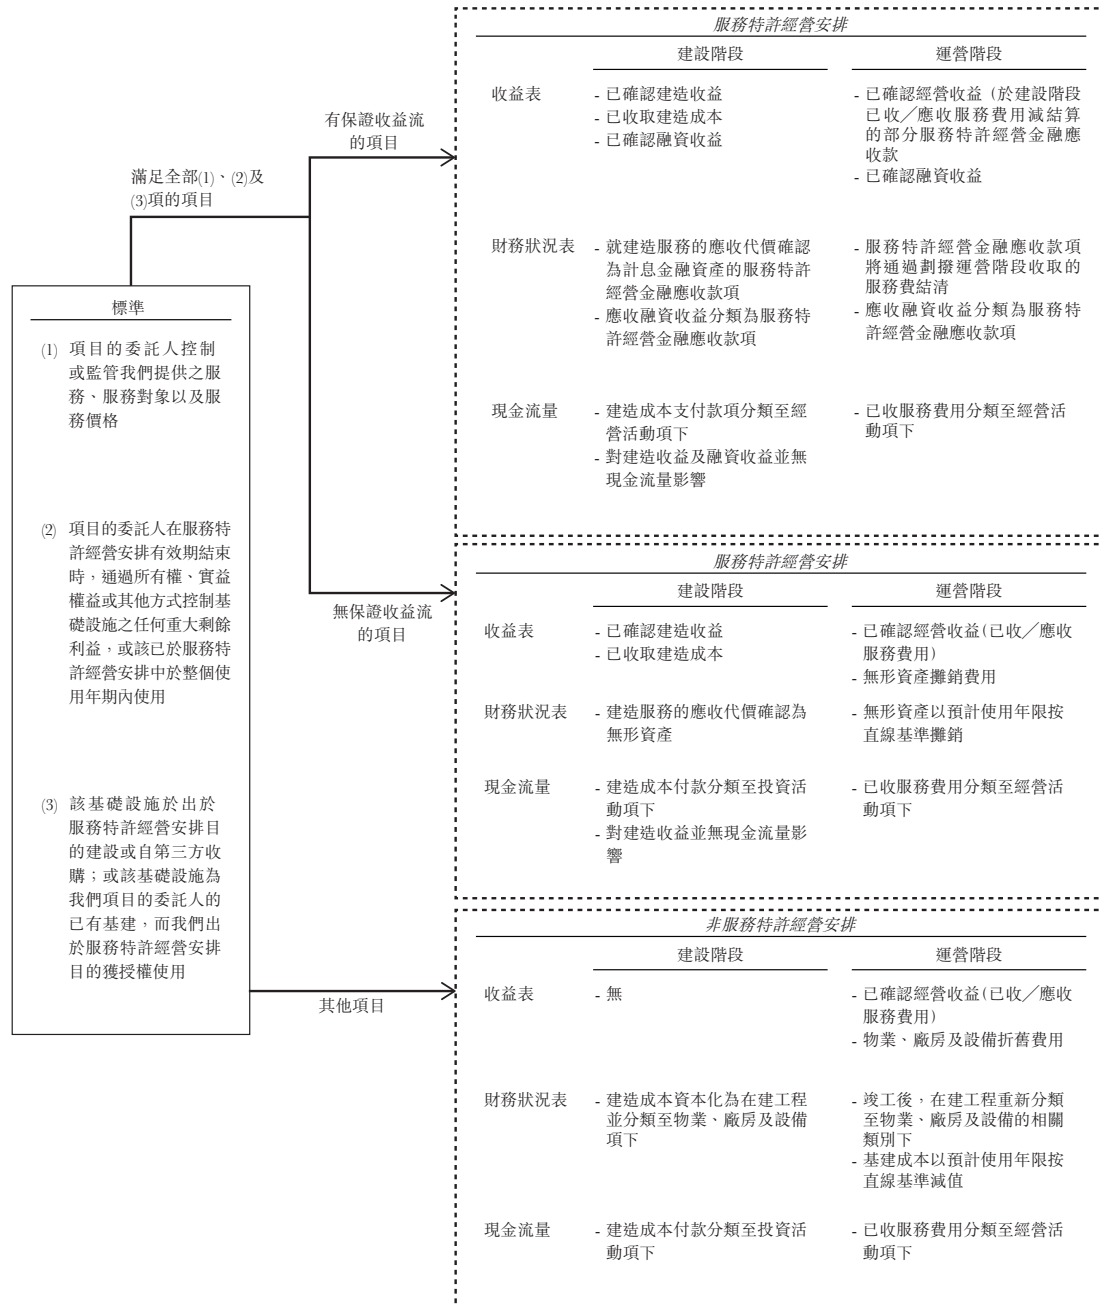 服務特許經營安排
建設階段
運營階段
收益表
- 已確認建造收益
- 已收取建造成本
- 已確認融資收益
- 已確認經營收益（於建設階段
已收╱應收服務費用減結算
的部分服務特許經營金融應
收款
- 已確認融資收益
財務狀況表
- 就建造服務的應收代價確認
為計息金融資產的服務特許
經營金融應收款項
- 應收融資收益分類為服務特
許經營金融應收款項
- 服務特許經營金融應收款項
將通過劃撥運營階段收取的
服務費結清
- 應收融資收益分類為服務特
許經營金融應收款項
現金流量
- 建造成本支付款項分類至經
營活動項下
- 對建造收益及融資收益並無
現金流量影響
- 已收服務費用分類至經營活
動項下
有保證收益流
的項目
滿足全部(1)、(2)及
(3)項的項目
標準
(1) 項目的委託人控制
或監管我們提供之服
務、服務對象以及服
務價格
(2) 項目的委託人在服務特
許經營安排有效期結束
時，通過所有權、實益
權益或其他方式控制基
礎設施之任何重大剩餘
利益，或該已於服務特
許經營安排中於整個使
用年期內使用
(3) 該基礎設施於出於
服務特許經營安排目
的建設或自第三方收
購；或該基礎設施為
我們項目的委託人的
已有基建，而我們出
於服務特許經營安排
目的獲授權使用
無保證收益流
的項目
服務特許經營安排
建設階段
運營階段
收益表
- 已確認建造收益
- 已收取建造成本
- 已確認經營收益(已收╱應收
服務費用)
- 無形資產攤銷費用
財務狀況表
- 建造服務的應收代價確認為
無形資產
- 無形資產以預計使用年限按
直線基準攤銷
現金流量
- 建造成本付款分類至投資活
動項下
- 對建造收益並無現金流量影
響
- 已收服務費用分類至經營活
動項下
其他項目
非服務特許經營安排
建設階段
運營階段
收益表
- 無
- 已確認經營收益(已收╱應收
服務費用)
- 物業、廠房及設備折舊費用
財務狀況表
- 建造成本資本化為在建工程
並分類至物業、廠房及設備
項下
- 竣工後，在建工程重新分類
至物業、廠房及設備的相關
類別下
- 基建成本以預計使用年限按
直線基準減值
現金流量
- 建造成本付款分類至投資活
動項下
- 已收服務費用分類至經營活
動項下